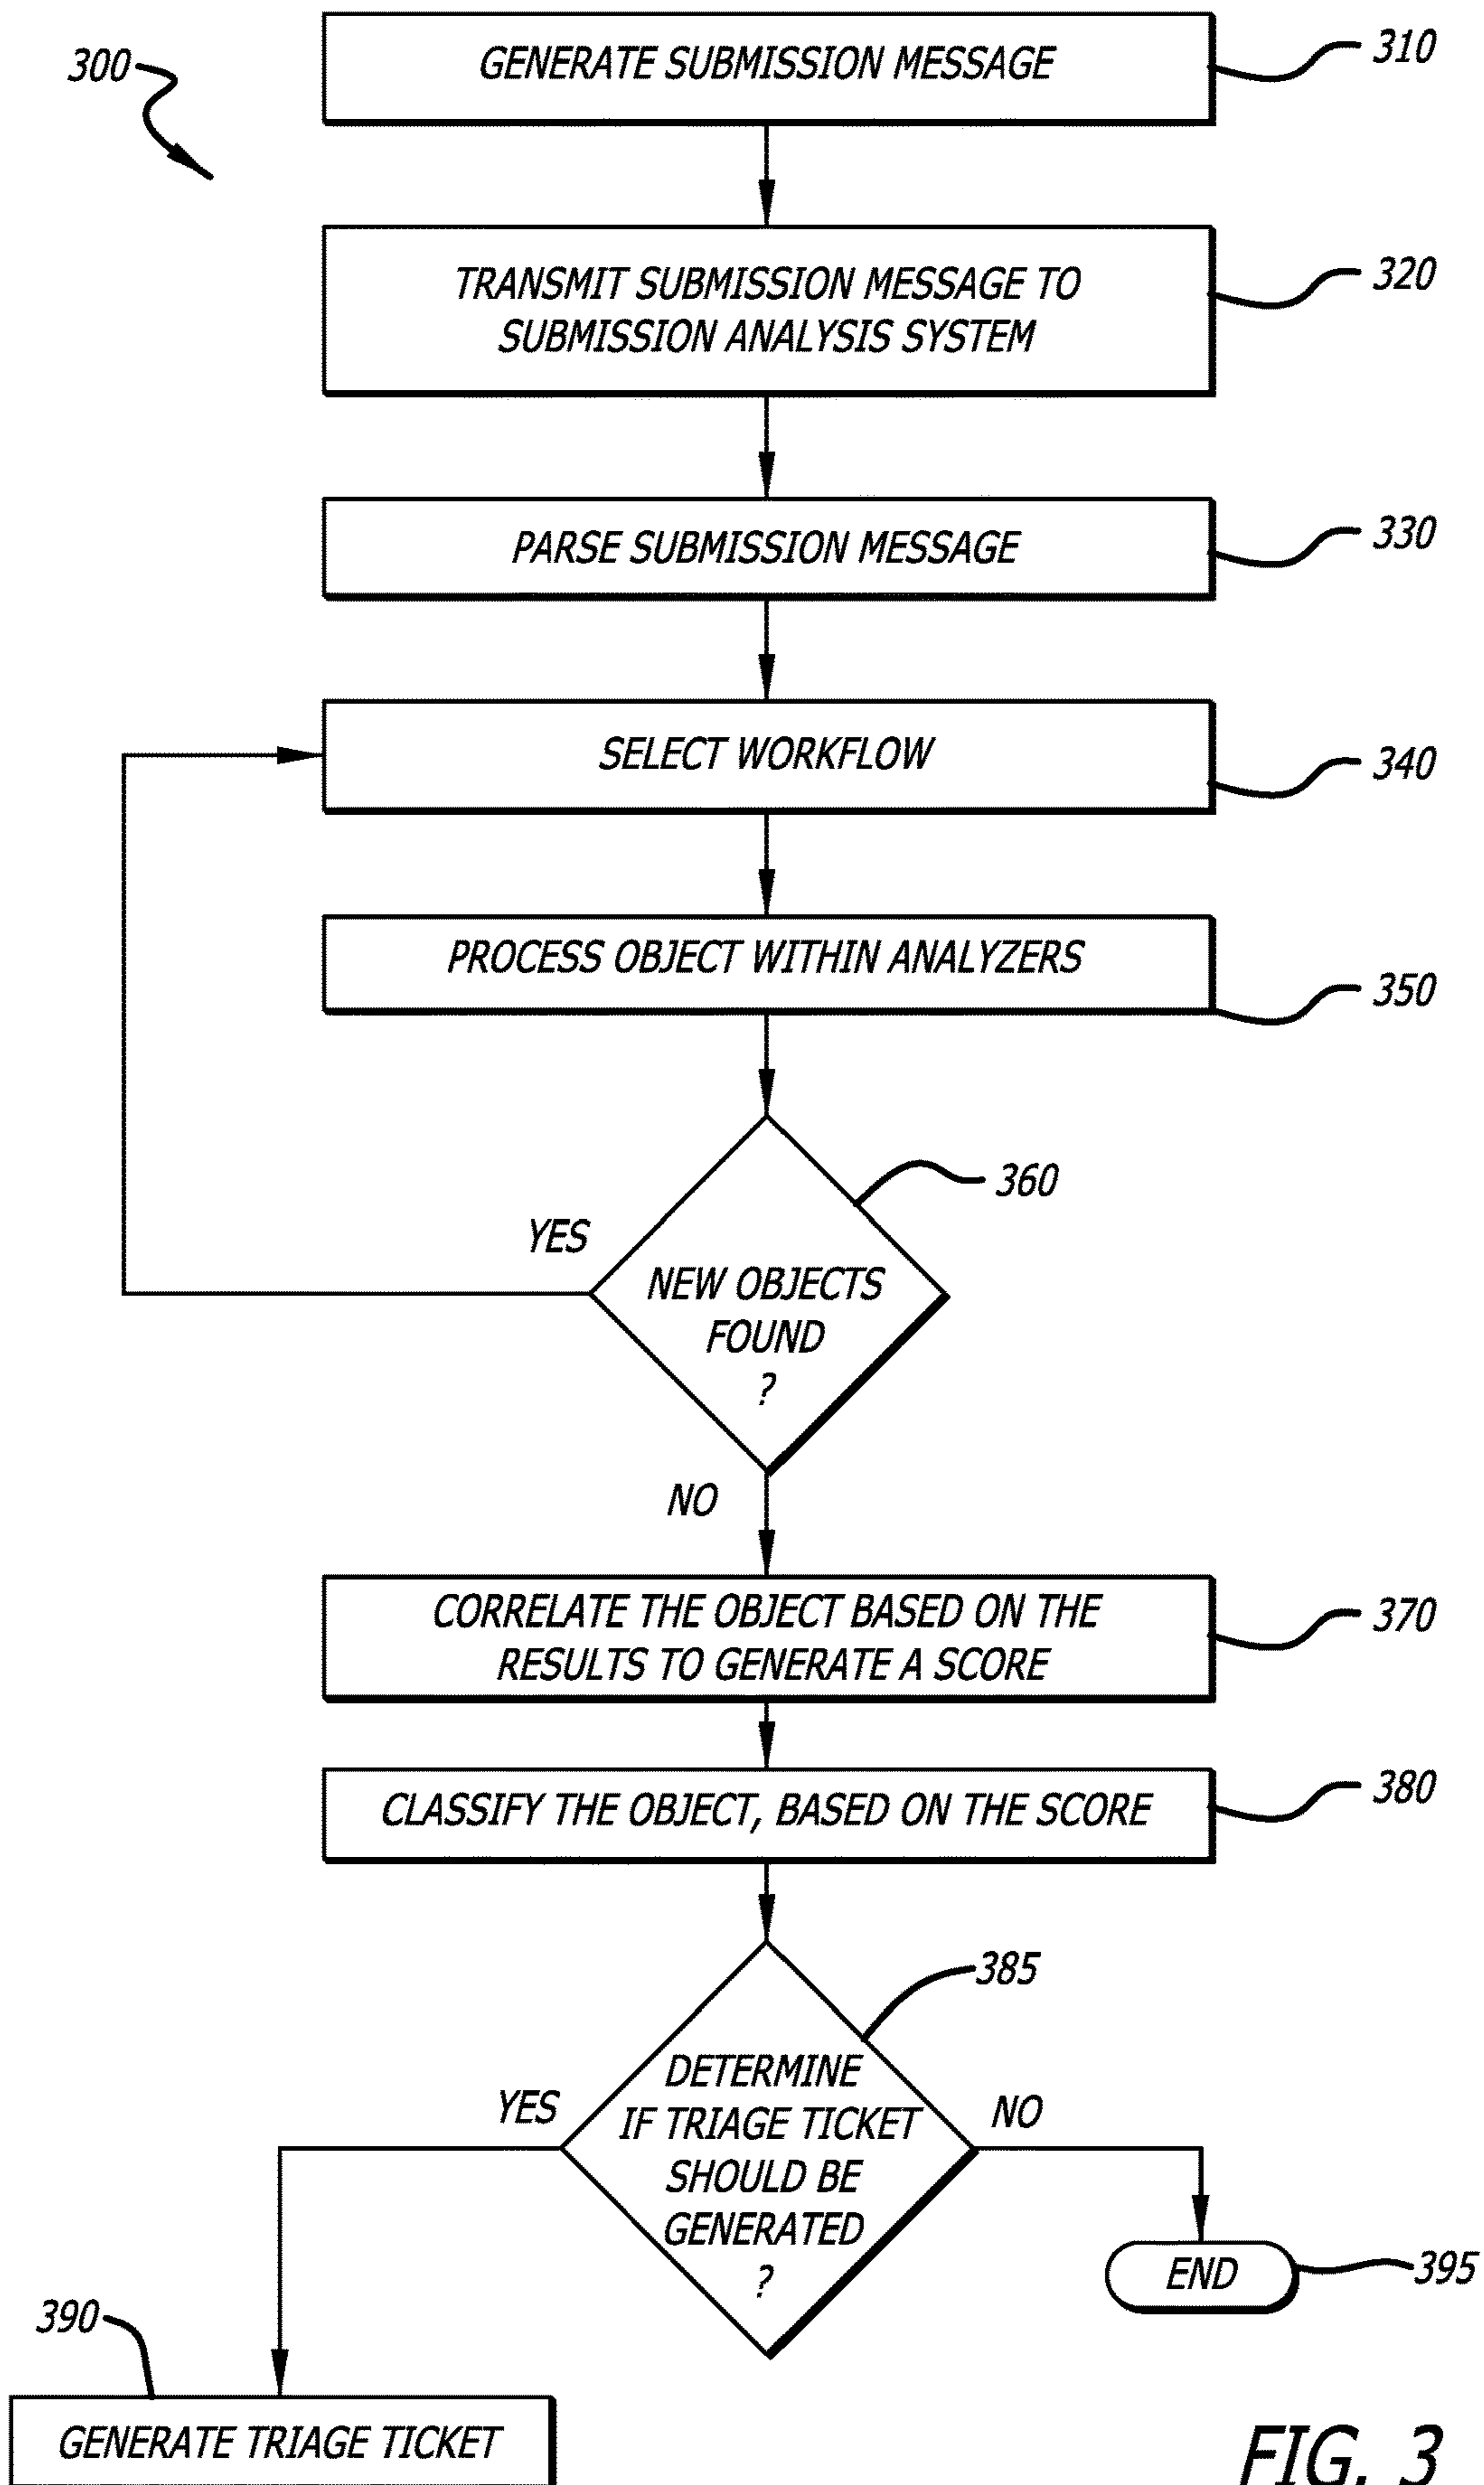 300
GENERATE SUBMISSION MESSAGE
310
TRANSMIT SUBMISSION MESSAGE TO
SUBMISSION ANALYSIS SYSTEM
320
PARSE SUBMISSION MESSAGE
330
SELECT WORKFLOW
340
PROCESS OBJECT WITHIN ANALYZERS
350
360
YES
NEW OBJECTS
FOUND
?
NO
CORRELATE THE OBJECT BASED ON THE
RESULTS TO GENERATE A SCORE
370
CLASSIFY THE OBJECT, BASED ON THE SCORE
380
385
YES
DETERMINE
IF TRIAGE TICKET
SHOULD BE
GENERATED
?
NO
END
395
390
GENERATE TRIAGE TICKET
FIG. 3